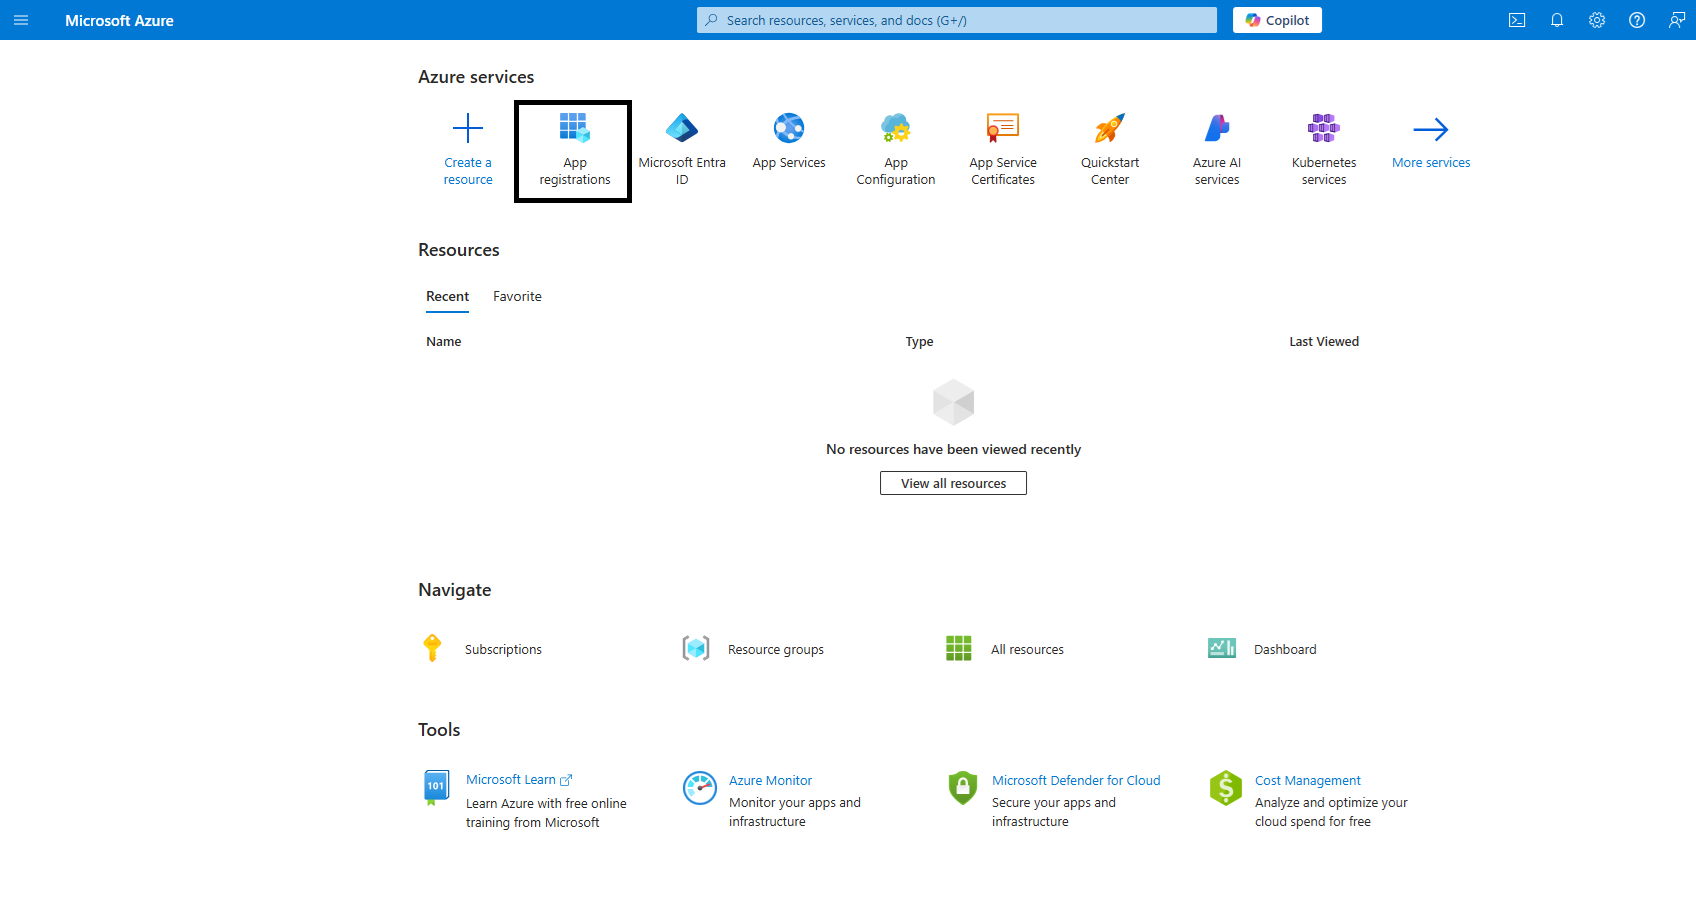 Microsoft Azure
Search resources, services, and docs (G+/)
Copilot
Azure services
Create a
resource
App
registrations
Microsoft Entra
ID
App Services
App
Configuration
App Service
Certificates
Quickstart
Center
Azure AI
services
Kubernetes
services
More services
Resources
Recent
Favorite
Name
Type
Last Viewed
No resources have been viewed recently
View all resources
Navigate
Subscriptions
Resource groups
All resources
Dashboard
Tools
101
Microsoft Learn
Learn Azure with free online
training from Microsoft
Azure Monitor
Monitor your apps and
infrastructure
Microsoft Defender for Cloud
Secure your apps and
infrastructure
$
Cost Management
Analyze and optimize your
cloud spend for free